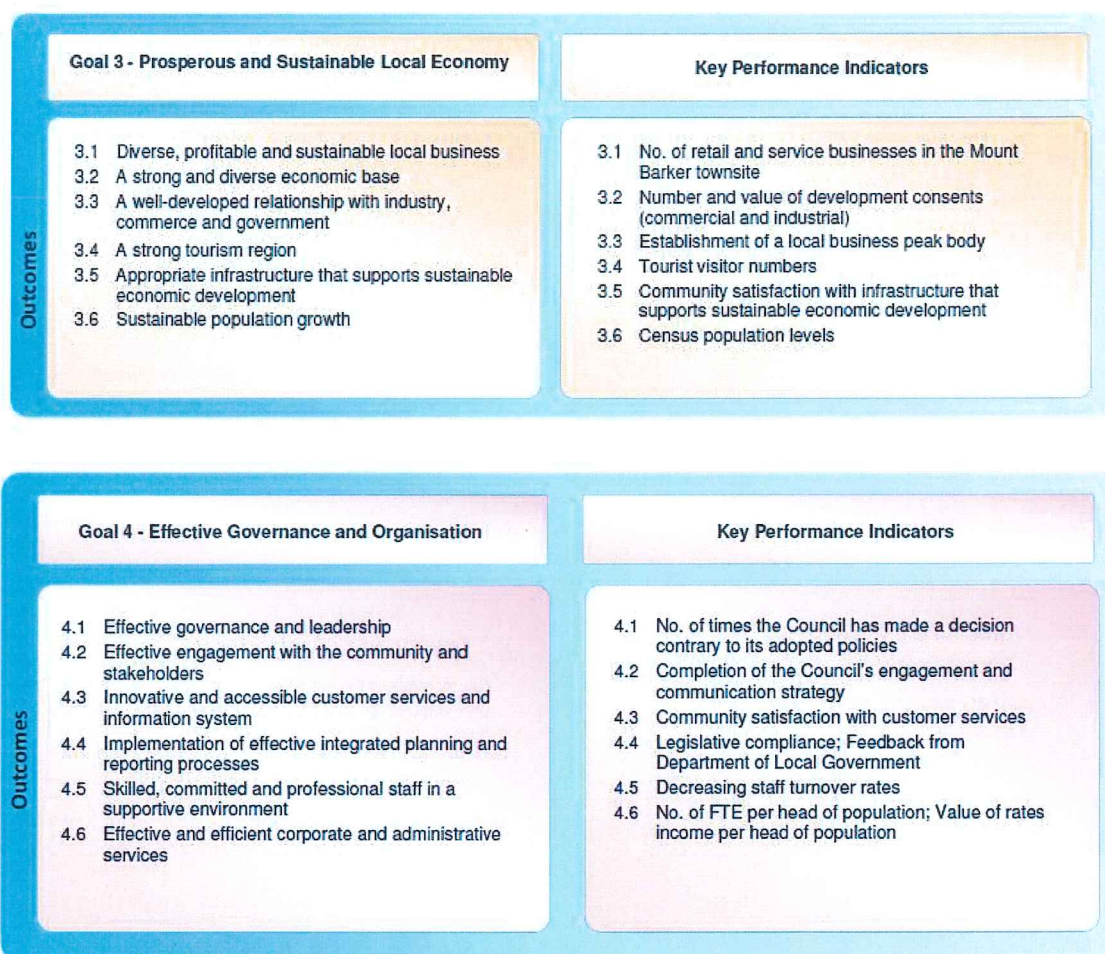 Goal 3 - Prosperous and Sustainable Local Economy
Key Performance Indicators
Outcomes
3.1 Diverse, profitable and sustainable local business
3.2 A strong and diverse economic base
3.3 A well-developed relationship with industry,
commerce and government
3.4 A strong tourism region
3.5 Appropriate infrastructure that supports sustainable
economic development
3.6 Sustainable population growth
3.1 No. of retail and service businesses in the Mount
Barker townsite
3.2 Number and value of development consents
(commercial and industrial)
3.3 Establishment of a local business peak body
3.4 Tourist visitor numbers
3.5 Community satisfaction with infrastructure that
supports sustainable economic development
3.6 Census population levels
Goal 4 - Effective Governance and Organisation
Key Performance Indicators
Outcomes
4.1 Effective governance and leadership
4.2 Effective engagement with the community and
stakeholders
4.3 Innovative and accessible customer services and
information system
4.4 Implementation of effective integrated planning and
reporting processes
4.5 Skilled, committed and professional staff in a
supportive environment
4.6 Effective and efficient corporate and administrative
services
4.1 No. of times the Council has made a decision
contrary to its adopted policies
4.2 Completion of the Council's engagement and
communication strategy
4.3 Community satisfaction with customer services
4.4 Legislative compliance; Feedback from
Department of Local Government
4.5 Decreasing staff turnover rates
4.6 No. of FTE per head of population; Value of rates
income per head of population